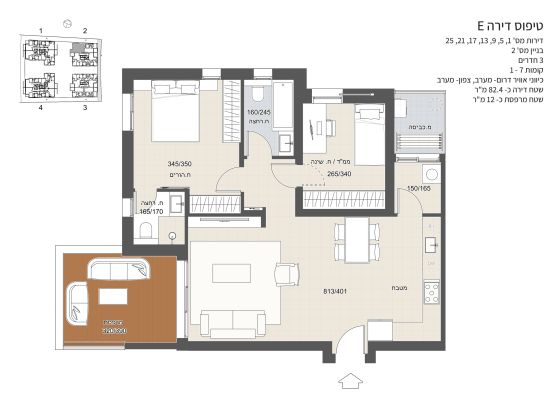 טיפוס דירה E
דירות מס' 1, 5, 9, 13, 17, 21, 25
בניין מס' 2
3 חדרים
קומות 7 - 1
כיווני אוויר דרום- מערב, צפון- מערב
שטח דירה כ- 82.4 מ"ר
שטח מרפסת כ- 12 מ"ר
1
2
4
3
160/245
ח.רחצה
מ.כביסה
345/350
ח.הורים
ממ"ד / ח. שינה
265/340
150/165
ח. רחצה
165/170
813/401
מטבח
מרפסת